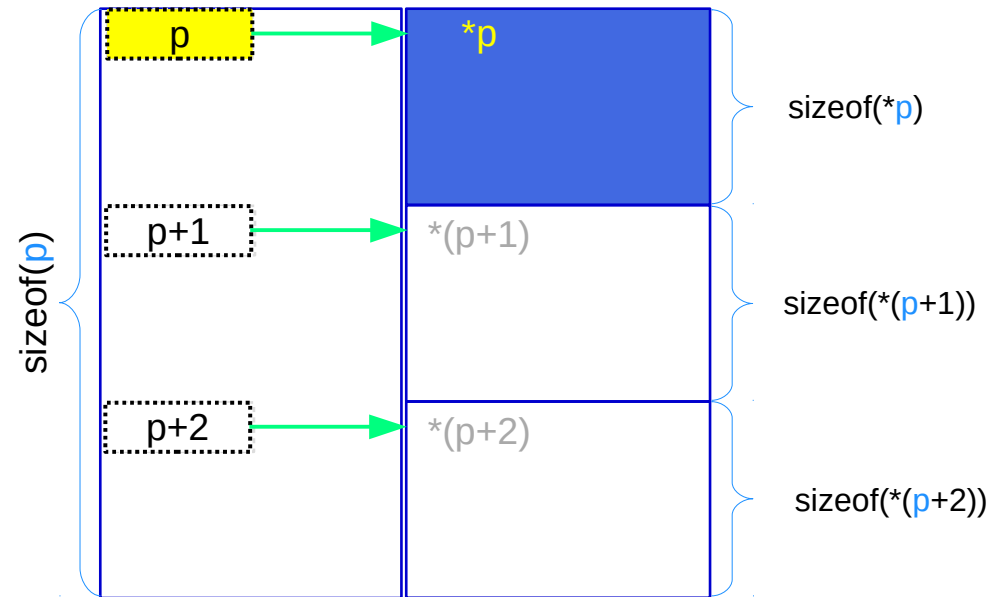 p
*p
sizeof(*p)
sizeof(p)
p+1
*(p+1)
sizeof(*(p+1))
p+2
*(p+2)
sizeof(*(p+2))